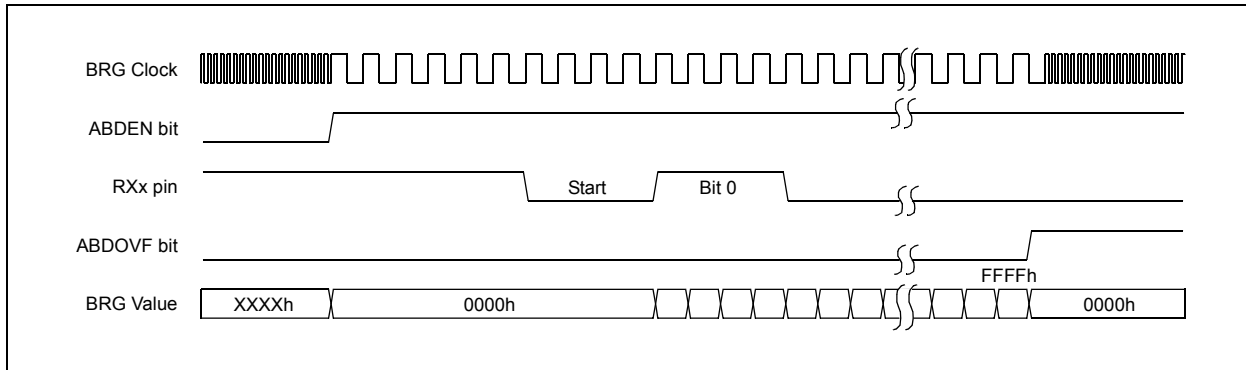 BRG Clock
ABDEN bit
RXx pin
Start
Bit 0
ABDOVF bit
FFFFh
BRG Value
XXXXh
0000h
0000h